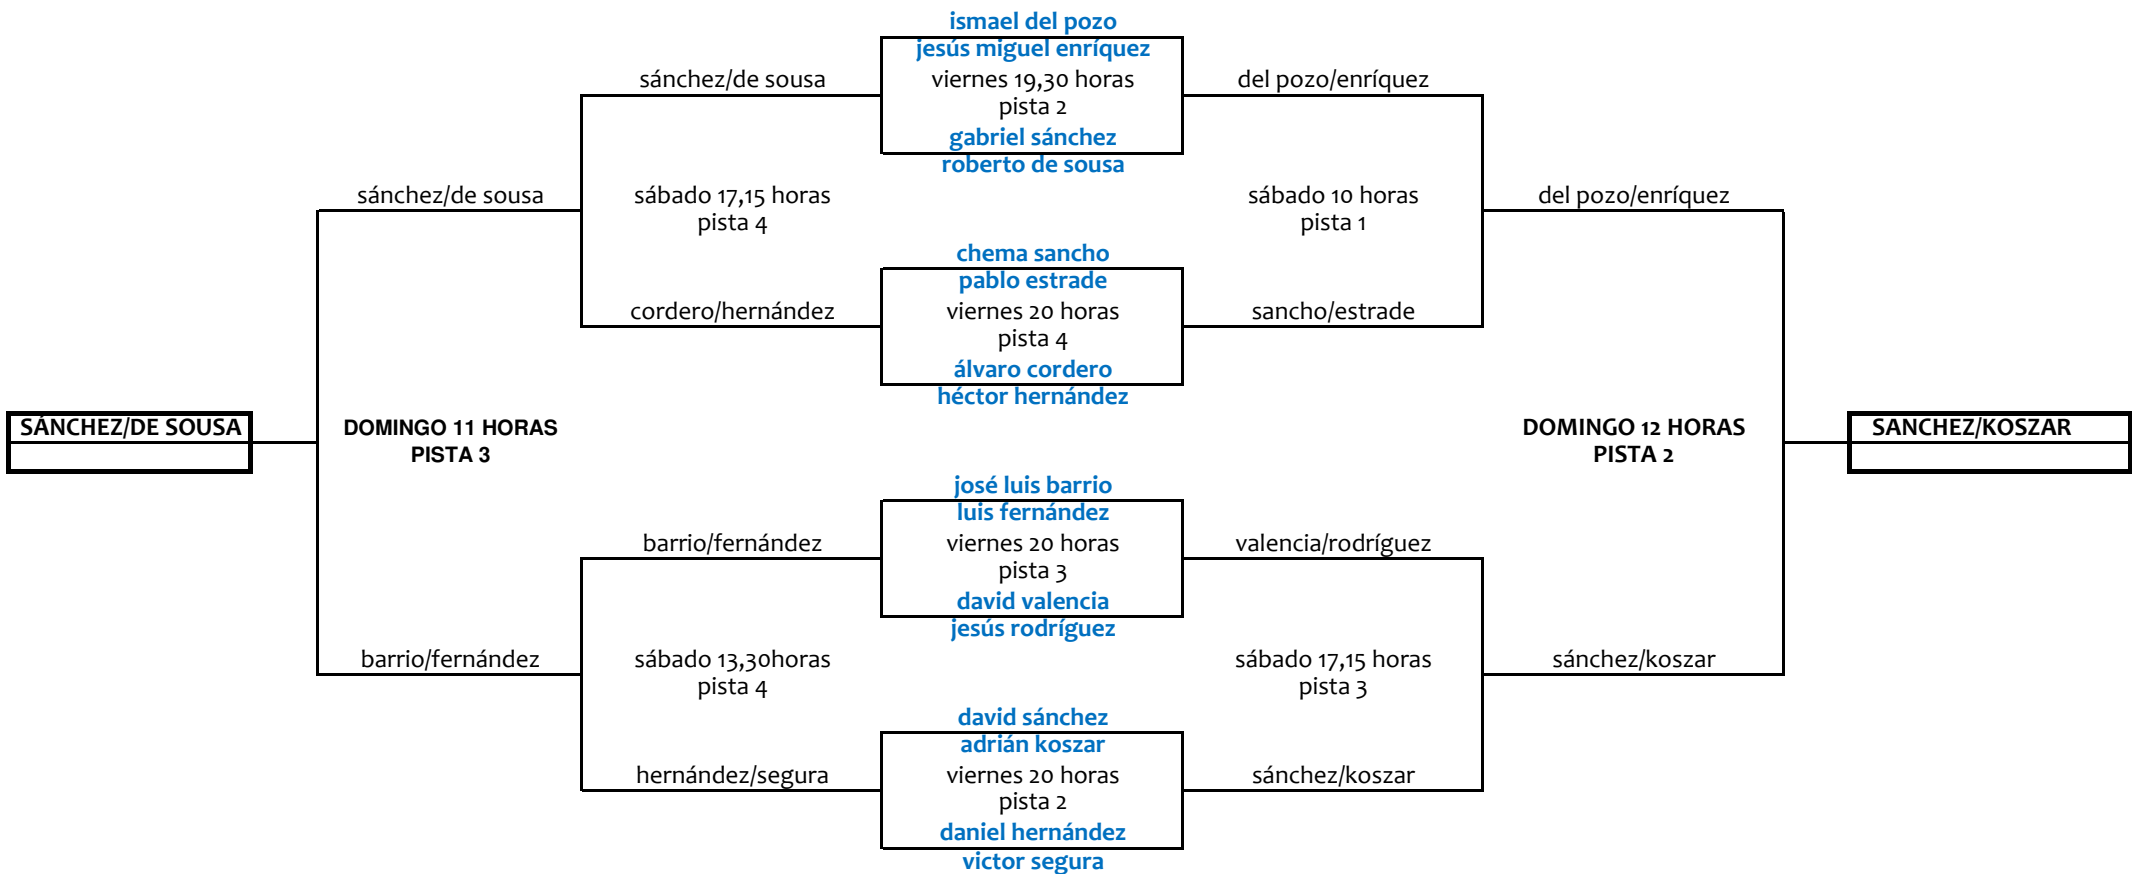 ismael del pozo
jesús miguel enríquez
sánchez/de sousa
viernes 19,30 horas
del pozo/enríquez
pista 2
gabriel sánchez
roberto de sousa
sánchez/de sousa
sábado 17,15 horas
sábado 10 horas
del pozo/enríquez
pista 4
pista 1
chema sancho
pablo estrade
cordero/hernández
viernes 20 horas
sancho/estrade
pista 4
álvaro cordero
héctor hernández
SÁNCHEZ/DE SOUSA
DOMINGO 11 HORAS
DOMINGO 12 HORAS
SANCHEZ/KOSZAR
PISTA 3
PISTA 2
josé luis barrio
luis fernández
barrio/fernández
viernes 20 horas
valencia/rodríguez
pista 3
david valencia
jesús rodríguez
barrio/fernández
sábado 13,30horas
sábado 17,15 horas
sánchez/koszar
pista 4
pista 3
david sánchez
adrián koszar
hernández/segura
viernes 20 horas
sánchez/koszar
pista 2
daniel hernández
victor segura